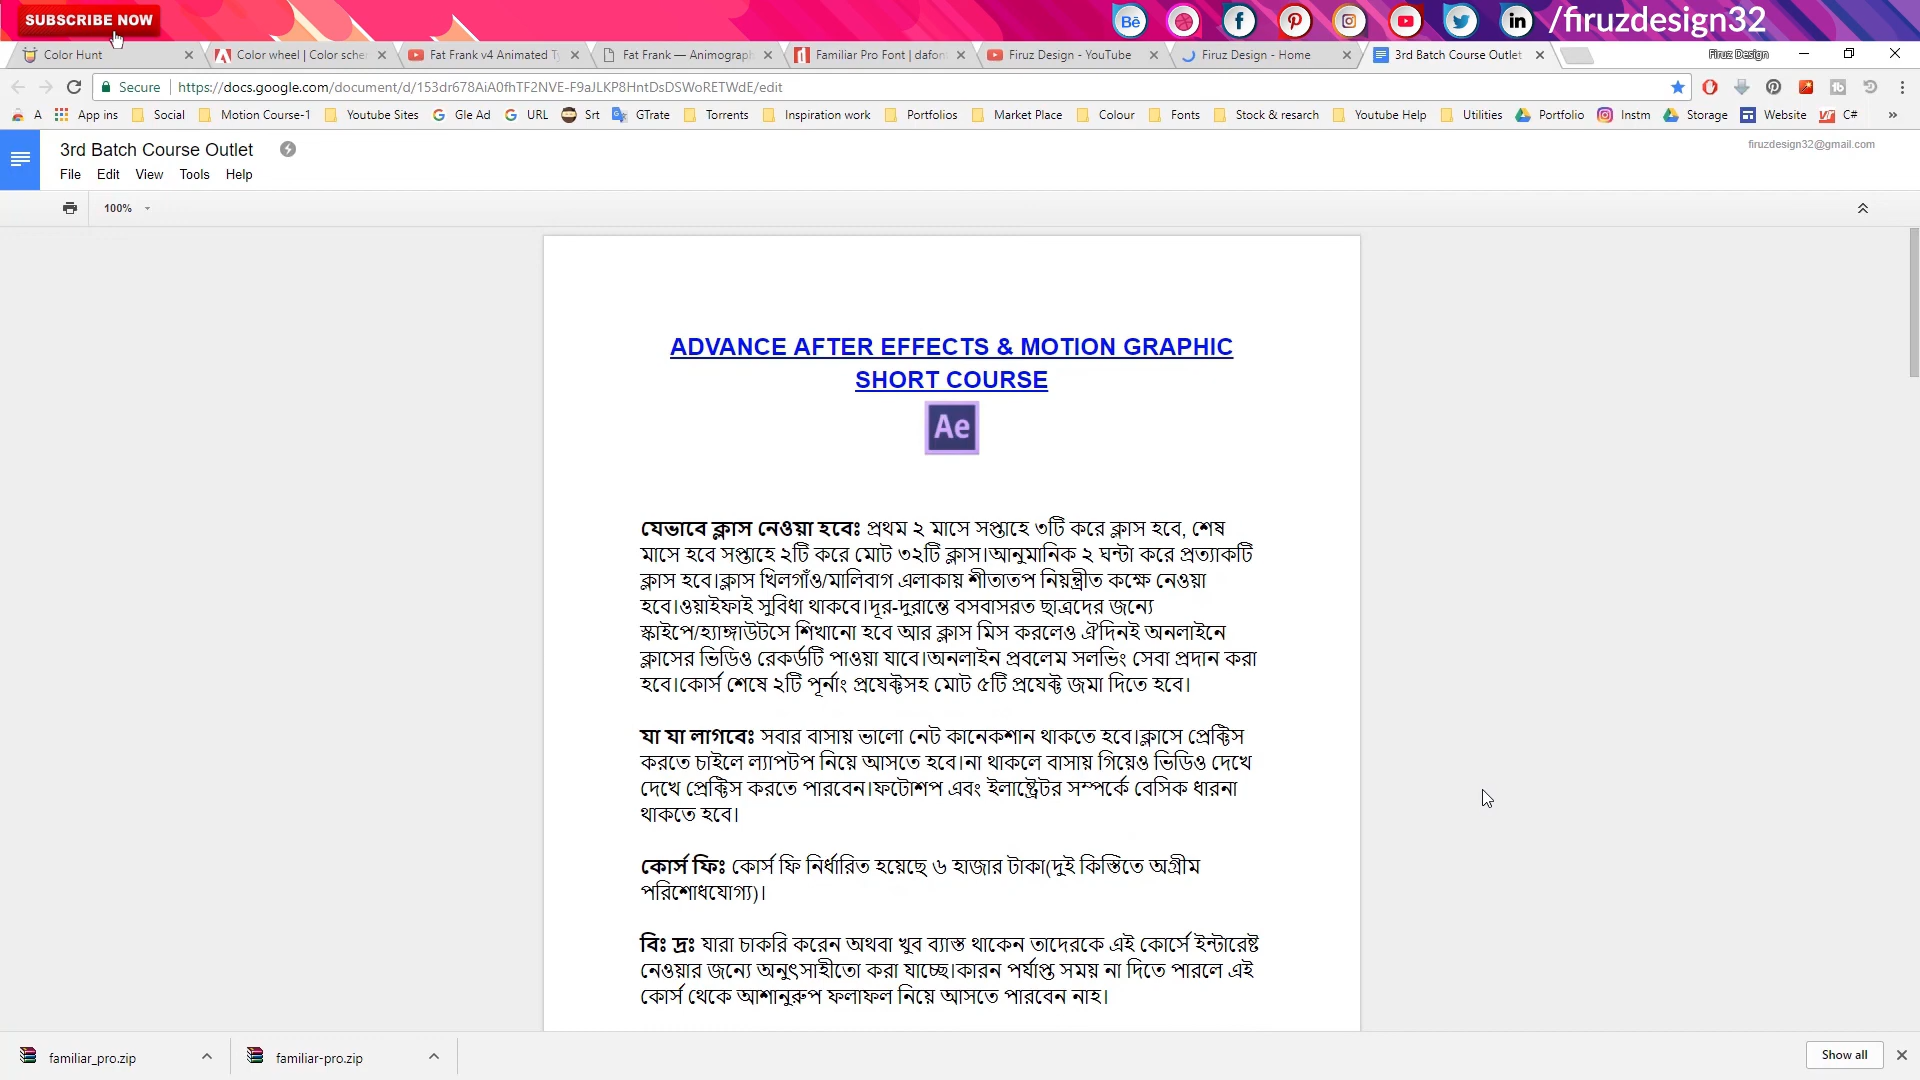 SUBSCRIBE NOW
Bē
/firuzdesign32
Color Hunt
Color wheel | Color scher
Fat Frank v4 Animated Ty
Fat Frank — Animograp
Familiar Pro Font | dafon
Firuz Design - YouTube
Firuz Design - Home
3rd Batch Course Outlet
Firuz Design
Secure
https://docs.google.com/document/d/153dr678AiA0fhTF2NVE-F9aJLKP8HntDsDSWoRETWdE/edit
A
App ins
Social
Motion Course-1
Youtube Sites
Gle Ad
URL
Srt
GTrate
Torrents
Inspiration work
Portfolios
Market Place
Colour
Fonts
Stock & resarch
Youtube Help
Utilities
Portfolio
Instm
Storage
Website
C#
3rd Batch Course Outlet
firuzdesign32@gmail.com
File Edit View Tools Help
100%
ADVANCE AFTER EFFECTS & MOTION GRAPHIC
SHORT COURSE
Ae
যেভাবে ক্লাস নেওয়া হবেঃ প্রথম ২ মাসে সপ্তাহে ৩টি করে ক্লাস হবে, শেষ
মাসে হবে সপ্তাহে ২টি করে মোট ৩২টি ক্লাস।আনুমানিক ২ ঘন্টা করে প্রত্যাকটি
ক্লাস হবে।ক্লাস খিলগাঁও/মালিবাগ এলাকায় শীতাতপ নিয়ন্ত্রীত কক্ষে নেওয়া
হবে।ওয়াইফাই সুবিধা থাকবে।দূর-দুরান্তে বসবাসরত ছাত্রদের জন্যে
স্কাইপে/হ্যাঙ্গাউটসে শিখানো হবে আর ক্লাস মিস করলেও ঐদিনই অনলাইনে
ক্লাসের ভিডিও রেকর্ডটি পাওয়া যাবে।অনলাইন প্রবলেম সলভিং সেবা প্রদান করা
হবে।কোর্স শেষে ২টি পূর্নাং প্রযেক্টসহ মোট ৫টি প্রযেক্ট জমা দিতে হবে।
যা যা লাগবেঃ সবার বাসায় ভালো নেট কানেকশান থাকতে হবে।ক্লাসে প্রেক্টিস
করতে চাইলে ল্যাপটপ নিয়ে আসতে হবে।না থাকলে বাসায় গিয়েও ভিডিও দেখে
দেখে প্রেক্টিস করতে পারবেন।ফটোশপ এবং ইলাস্ট্রেটর সম্পর্কে বেসিক ধারনা
থাকতে হবে।
কোর্স ফিঃ কোর্স ফি নির্ধারিত হয়েছে ৬ হাজার টাকা(দুই কিস্তিতে অগ্রীম
পরিশোধযোগ্য)।
বিঃ দ্রঃ যারা চাকরি করেন অথবা খুব ব্যাস্ত থাকেন তাদেরকে এই কোর্সে ইন্টারেষ্ট
নেওয়ার জন্যে অনুৎসাহীতো করা যাচ্ছে।কারন পর্যাপ্ত সময় না দিতে পারলে এই
কোর্স থেকে আশানুরুপ ফলাফল নিয়ে আসতে পারবেন নাহ।
familiar_pro.zip
familiar-pro.zip
Show all